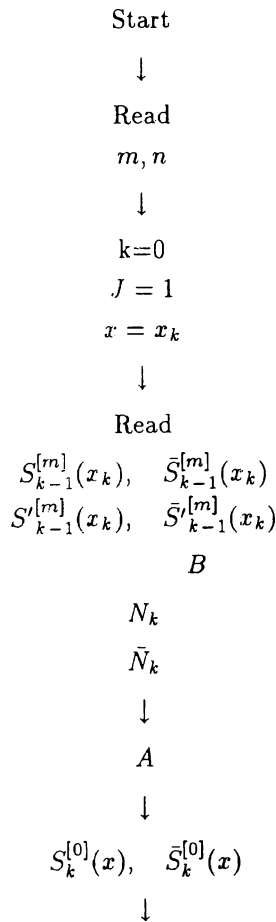 Start
↓
Read
m, n
↓
k=0
J = 1
x = x_k
↓
Read
S_{k-1}^{[m]}(x_k), \bar{S}_{k-1}^{[m]}(x_k)
S'_{k-1}^{[m]}(x_k), \bar{S}'_{k-1}^{[m]}(x_k)
B
N_k
\bar{N}_k
↓
A
↓
S_k^{[0]}(x), \bar{S}_k^{[0]}(x)
↓